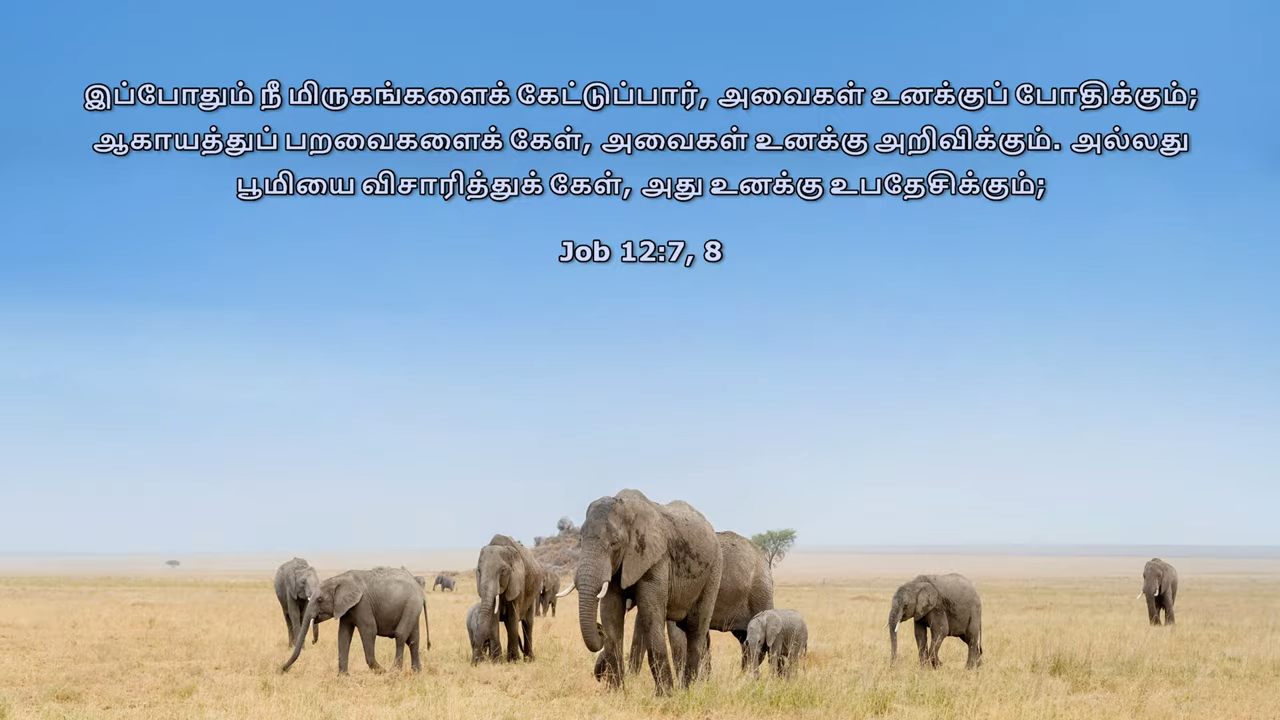 இப்போதும் நீ மிருகங்களைக் கேட்டுப்பார், அவைகள் உனக்குப் போதிக்கும்;
ஆகாயத்துப் பறவைகளைக் கேள், அவைகள் உனக்கு அறிவிக்கும். அல்லது
பூமியை விசாரித்துக் கேள், அது உனக்கு உபதேசிக்கும்;
Job 12:7, 8